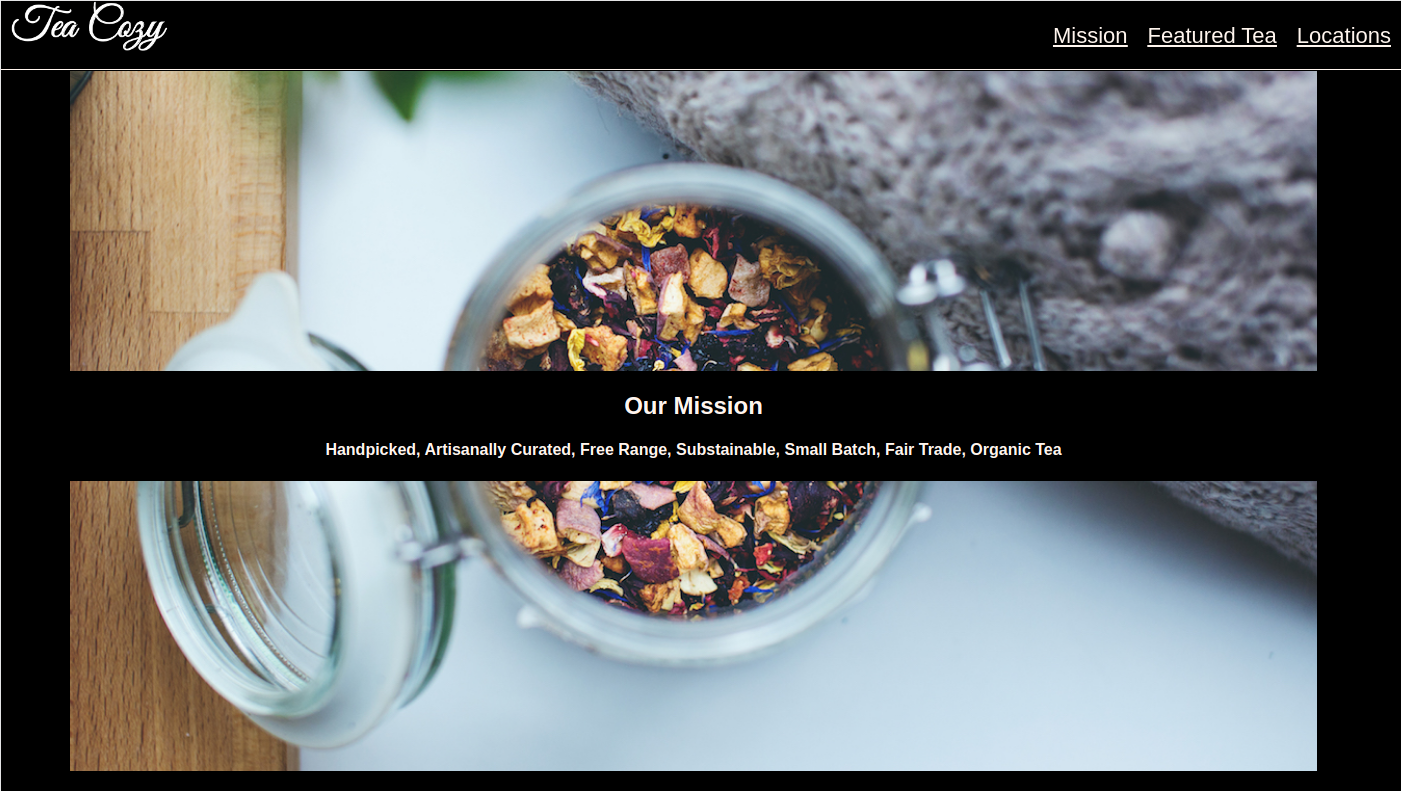 Tea Cozy
Mission Featured Tea Locations
Our Mission
Handpicked, Artisanally Curated, Free Range, Substainable, Small Batch, Fair Trade, Organic Tea